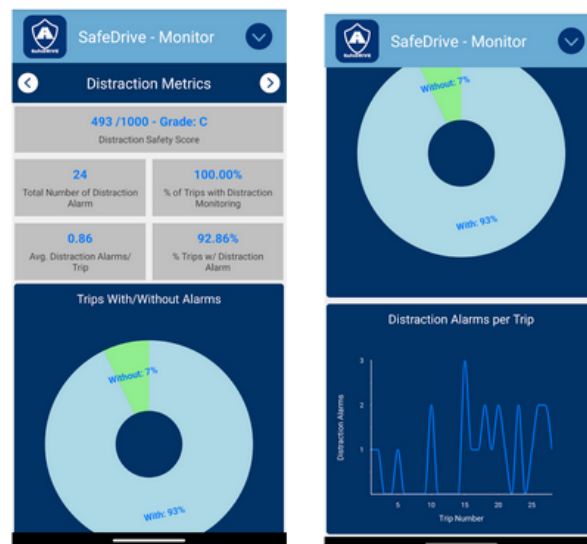 SafeDrive - Monitor
Distraction Metrics
493 /1000 - Grade: C
Distraction Safety Score
24
Total Number of Distraction
Alarm
100.00%
% of Trips with Distraction
Monitoring
0.86
Avg. Distraction Alarms/
Trip
92.86%
% Trips w/ Distraction
Alarm
Trips With/Without Alarms
Without: 7%
With: 93%
SafeDrive - Monitor
Without: 7%
With: 93%
Distraction Alarms per Trip
Distraction Alarms
3
2
1
5
10
15
20
25
Trip Number